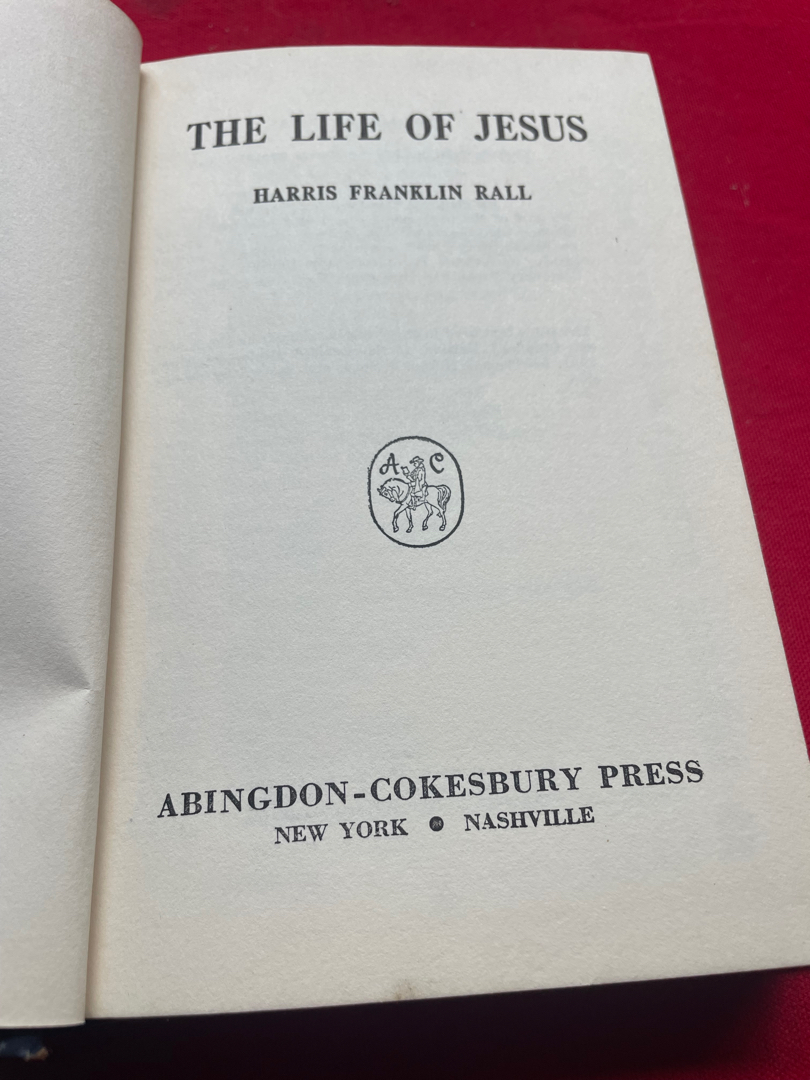 THE LIFE OF JESUS
HARRIS FRANKLIN RALL
A C
ABINGDON-COKESBURY PRESS
NEW YORK ● NASHVILLE